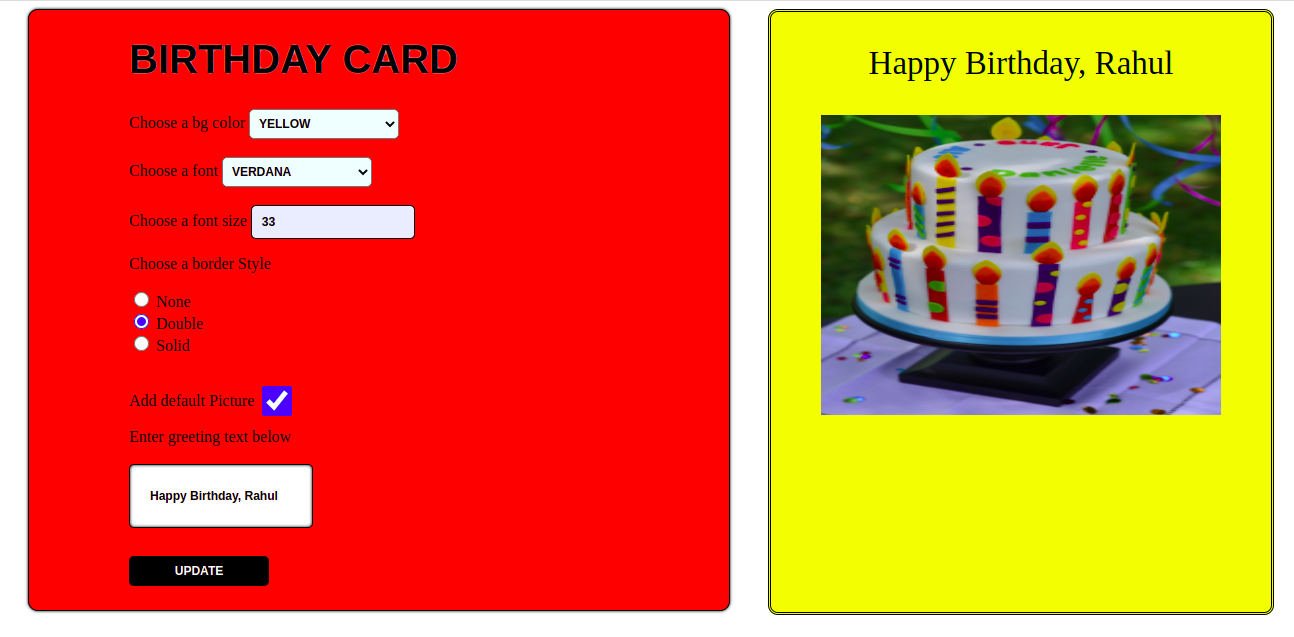 BIRTHDAY CARD
Choose a bg color YELLOW
Choose a font VERDANA
Choose a font size 33
Choose a border Style
None
Double
Solid
Add default Picture
Enter greeting text below
Happy Birthday, Rahul
UPDATE
Happy Birthday, Rahul